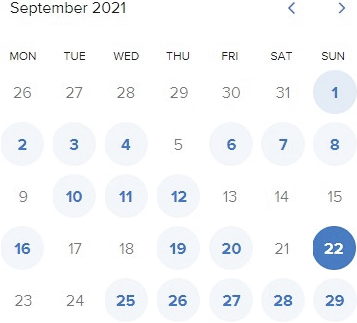 September 2021
MON TUE WED THU FRI SAT SUN
26 27 28 29 30 31 1
2 3 4 5 6 7 8
9 10 11 12 13 14 15
16 17 18 19 20 21 22
23 24 25 26 27 28 29